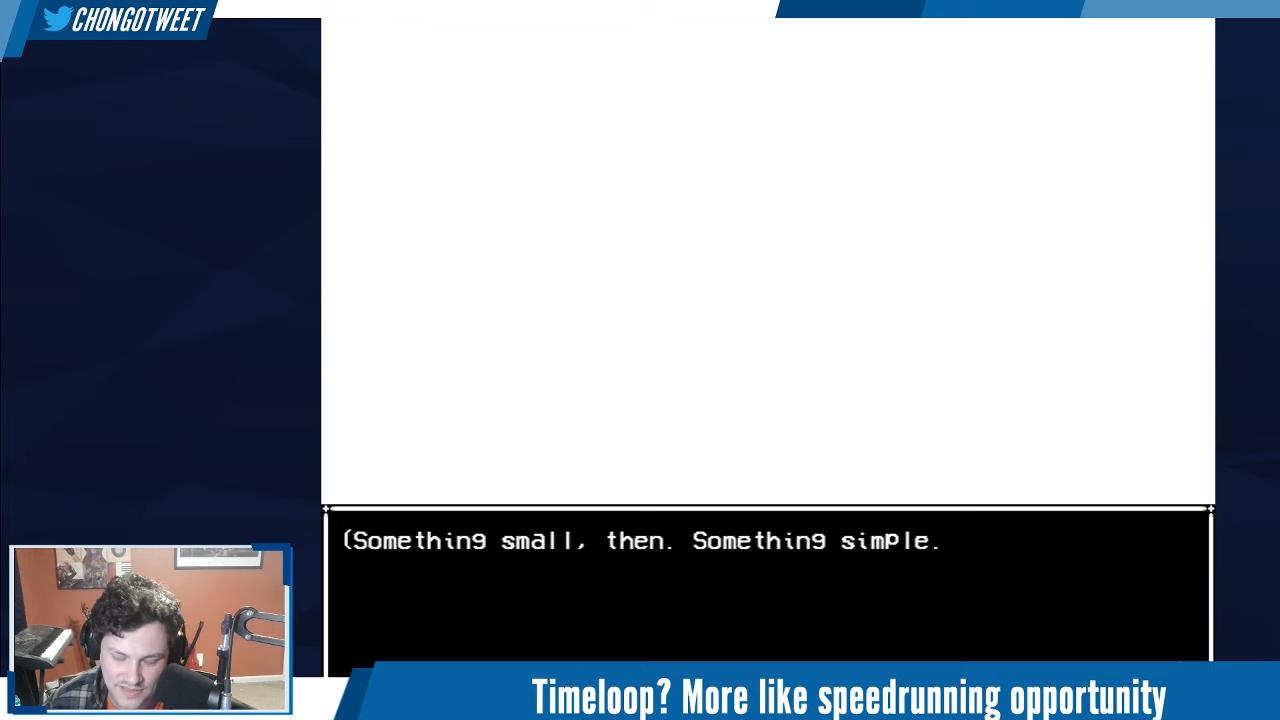 CHONGOTWEET
(Something small, then. Something simple.
Timeloop? More like speedrunning opportunity